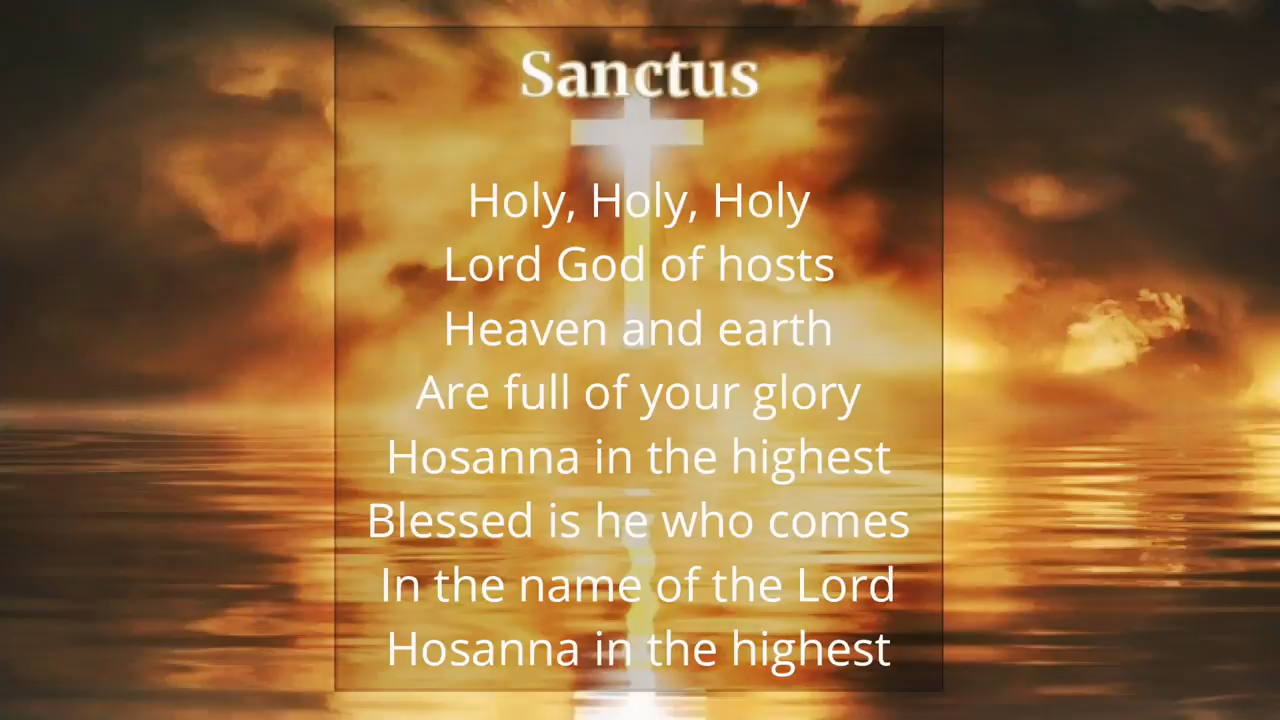 Sanctus
Holy, Holy, Holy
Lord God of hosts
Heaven and earth
Are full of your glory
Hosanna in the highest
Blessed is he who comes
In the name of the Lord
Hosanna in the highest